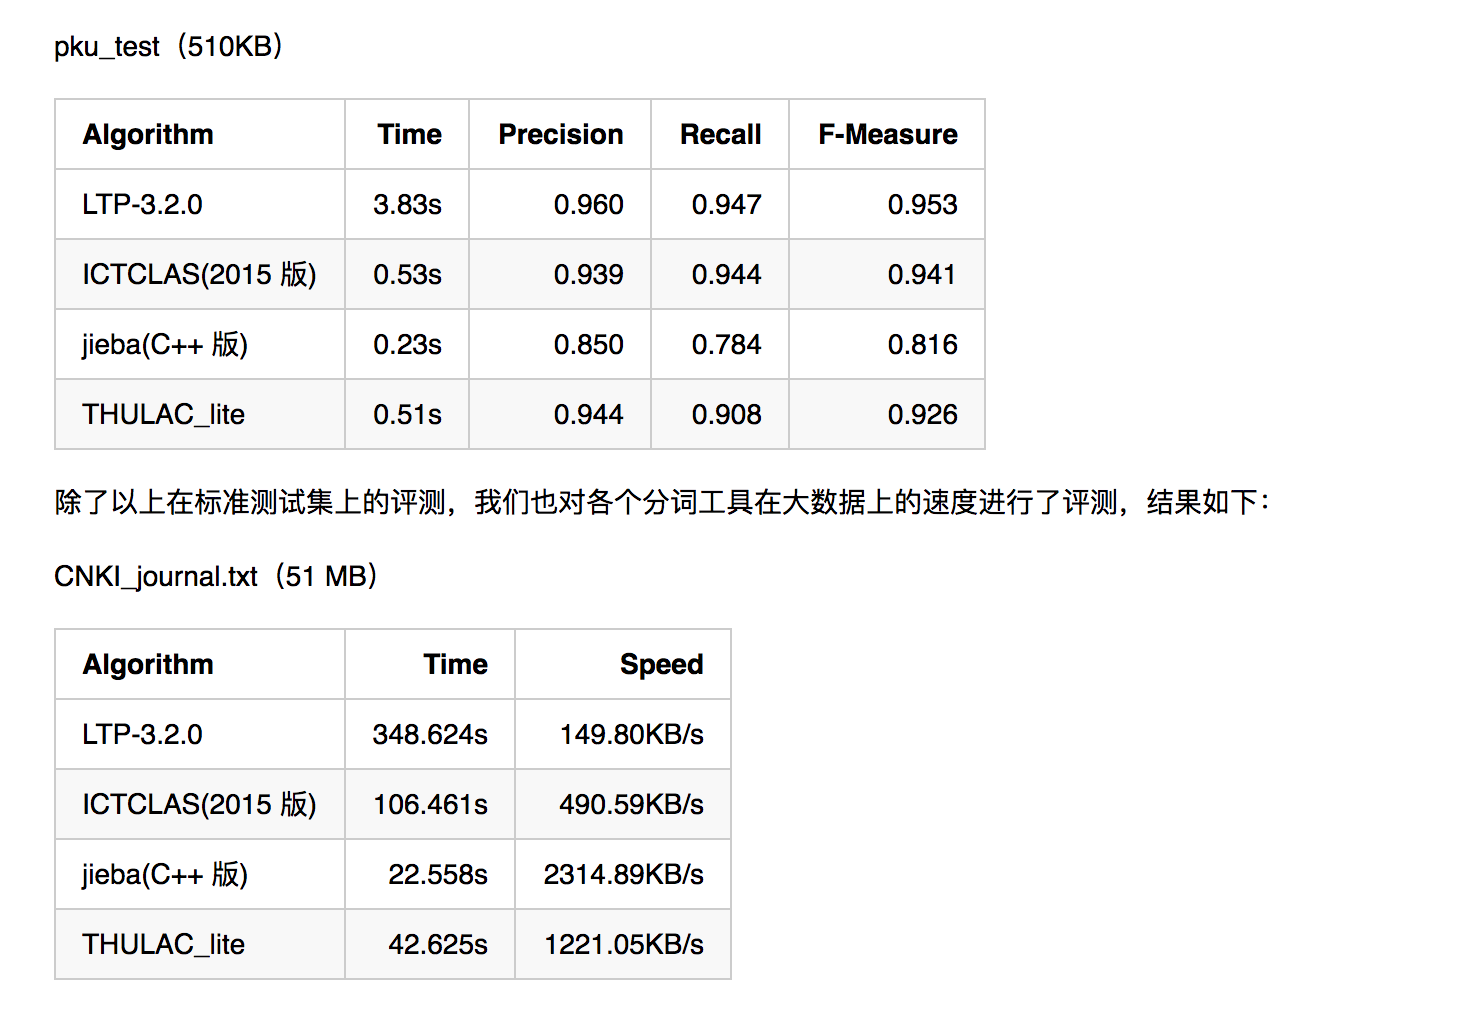 pku_test（510KB）
Algorithm Time Precision Recall F-Measure
LTP-3.2.0 3.83s 0.960 0.947 0.953
ICTCLAS(2015 版) 0.53s 0.939 0.944 0.941
jieba(C++ 版) 0.23s 0.850 0.784 0.816
THULAC_lite 0.51s 0.944 0.908 0.926
除了以上在标准测试集上的评测，我们也对各个分词工具在大数据上的速度进行了评测，结果如下：
CNKI_journal.txt（51 MB）
Algorithm Time Speed
LTP-3.2.0 348.624s 149.80KB/s
ICTCLAS(2015 版) 106.461s 490.59KB/s
jieba(C++ 版) 22.558s 2314.89KB/s
THULAC_lite 42.625s 1221.05KB/s